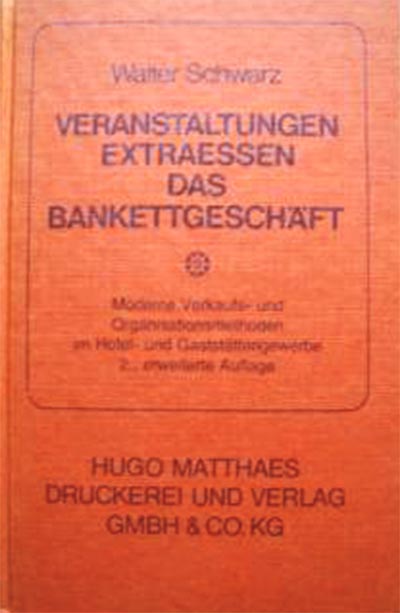 Walter Schwarz
VERANSTALTUNGEN
EXTRAESSEN
DAS
BANKETTGESCHÄFT
Moderne Verkaufs- und
Organisationsmethoden
im Hotel- und Gaststättengewerbe
2., erweiterte Auflage
HUGO MATTHAES
DRUCKEREI UND VERLAG
GMBH & CO. KG